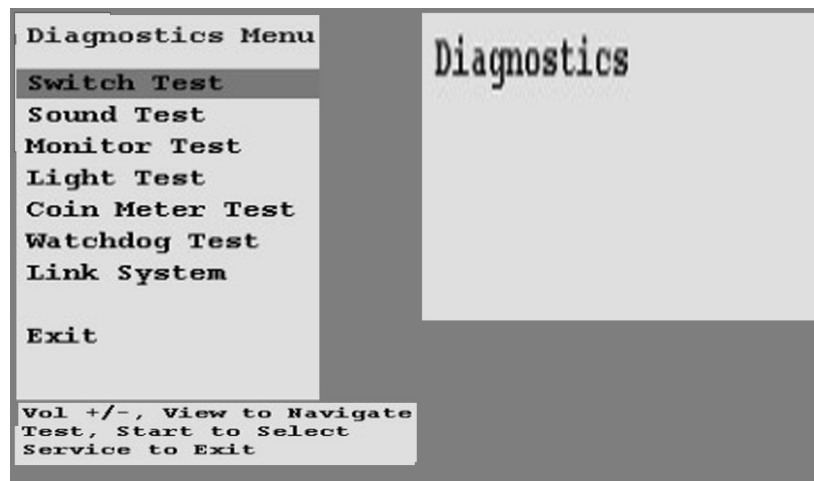 Diagnostics Menu
Switch Test
Sound Test
Monitor Test
Light Test
Coin Meter Test
Watchdog Test
Link System
Exit
Vol +/-, View to Navigate
Test, Start to Select
Service to Exit
Diagnostics